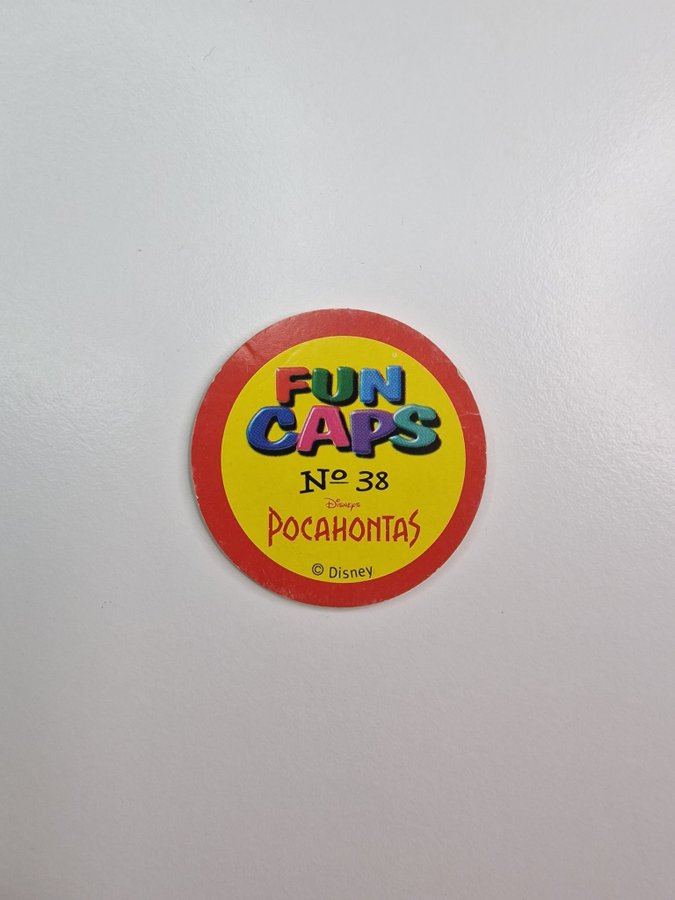 FUN
CAPS
Nº 38
Disney's
POCAHONTAS
© Disney